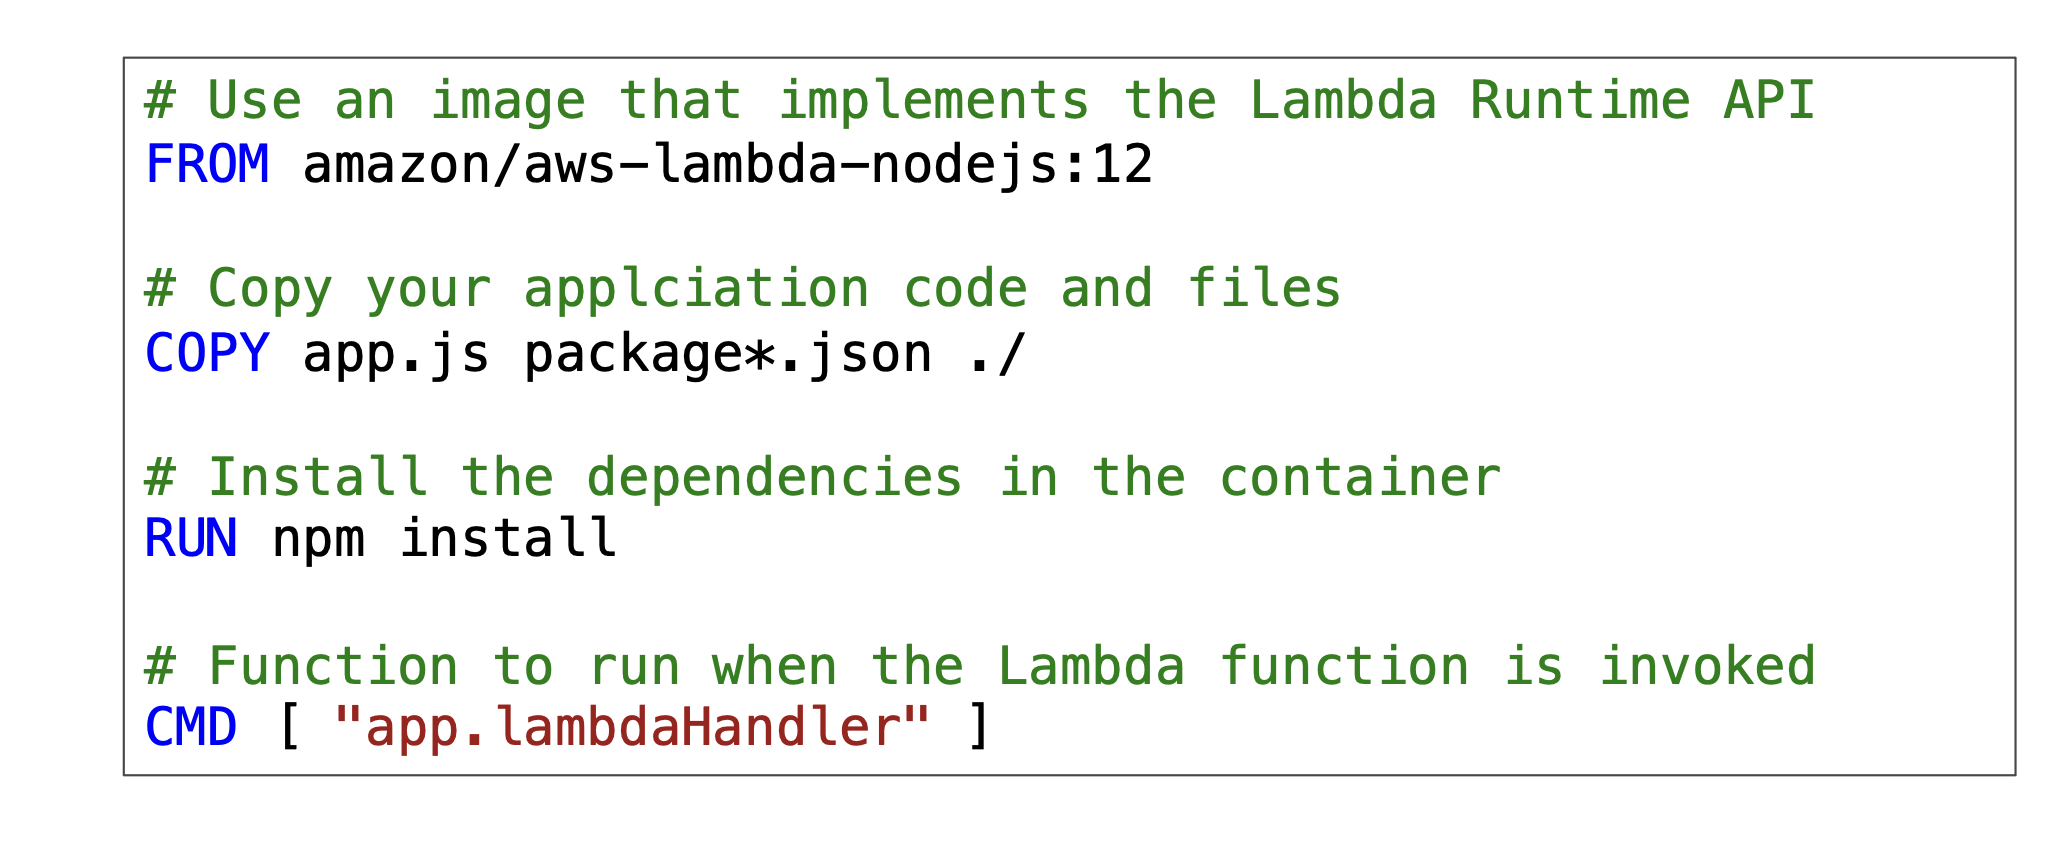 # Use an image that implements the Lambda Runtime API
FROM amazon/aws-lambda-nodejs:12
# Copy your applciation code and files
COPY app.js package*.json ./
# Install the dependencies in the container
RUN npm install
# Function to run when the Lambda function is invoked
CMD [ "app.lambdaHandler" ]